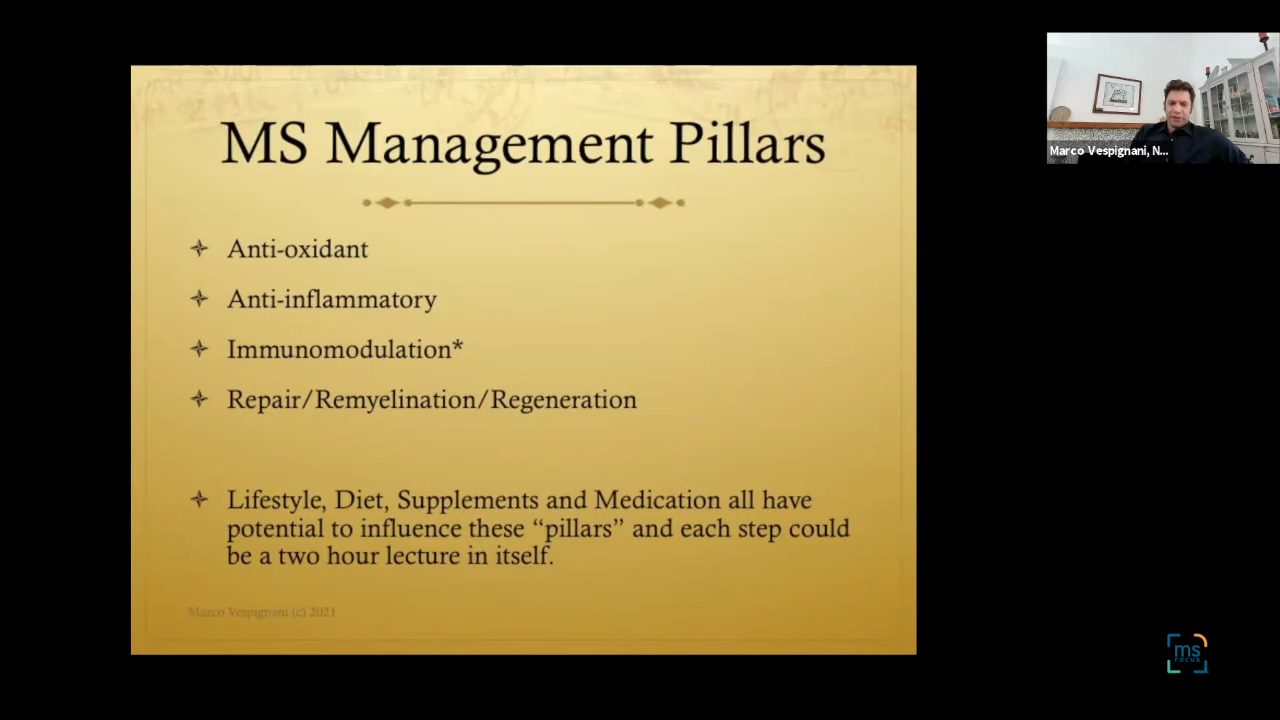 MS Management Pillars
Anti-oxidant
Anti-inflammatory
Immunomodulation*
Repair/Remyelination/Regeneration
Lifestyle, Diet, Supplements and Medication all have
potential to influence these “pillars” and each step could
be a two hour lecture in itself.
Marco Vespignani (c) 2021
Marco Vespignani, N...
ms
FOCUS